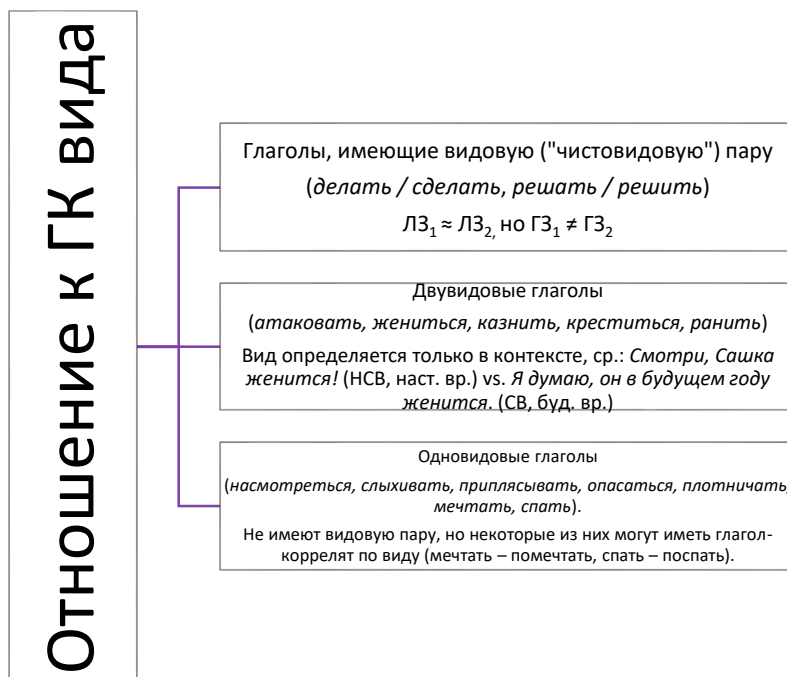 Отношение к ГК вида
Глаголы, имеющие видовую ("чистовидовую") пару
(делать / сделать, решать / решить)
ЛЗ₁ ≈ ЛЗ₂, но ГЗ₁ ≠ ГЗ₂
Двувидовые глаголы
(атаковать, жениться, казнить, креститься, ранить)
Вид определяется только в контексте, ср.: Смотри, Сашка
женится! (НСВ, наст. вр.) vs. Я думаю, он в будущем году
женится. (СВ, буд. вр.)
Одновидовые глаголы
(насмотреться, слыхивать, приплясывать, опасаться, плотничать,
мечтать, спать).
Не имеют видовую пару, но некоторые из них могут иметь глагол-
коррелят по виду (мечтать – помечтать, спать – поспать).